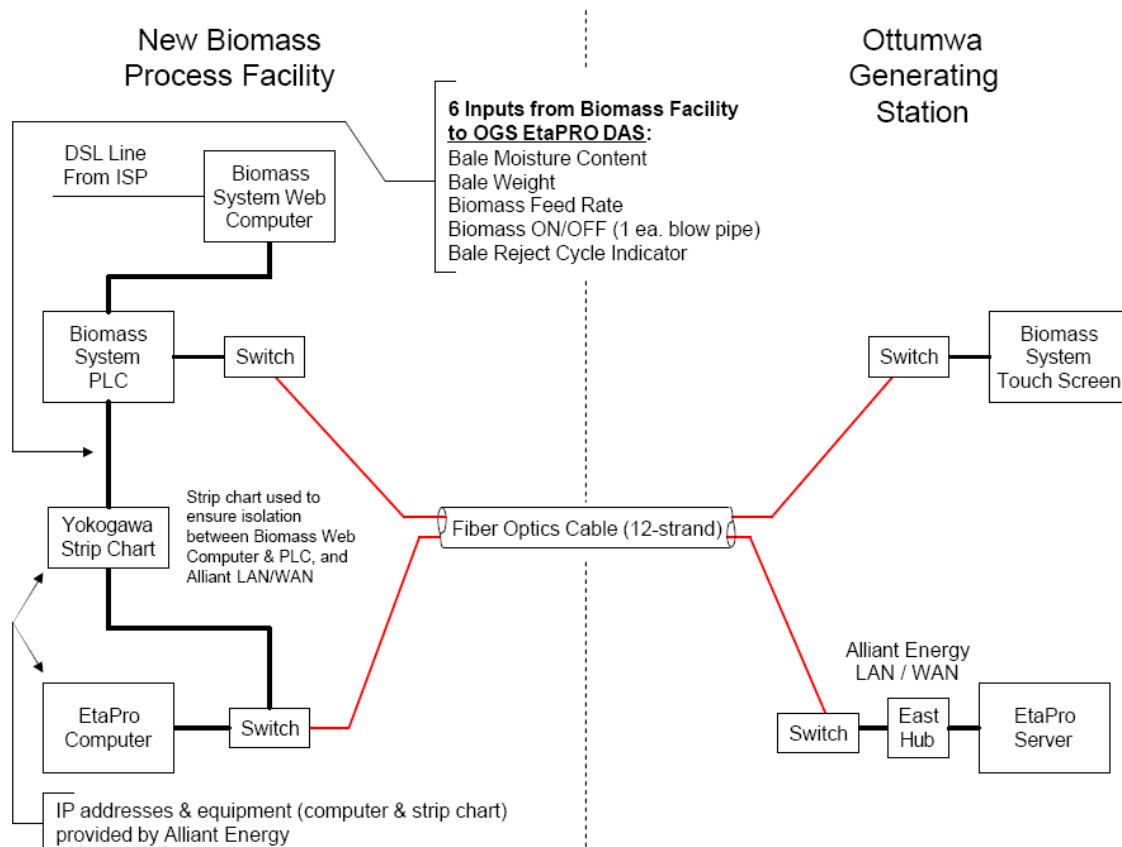 New Biomass
Process Facility
Ottumwa
Generating
Station
6 Inputs from Biomass Facility
to OGS EtaPRO DAS:
Bale Moisture Content
Bale Weight
Biomass Feed Rate
Biomass ON/OFF (1 ea. blow pipe)
Bale Reject Cycle Indicator
DSL Line
From ISP
Biomass
System Web
Computer
Biomass
System
PLC
Switch
Switch
Biomass
System
Touch Screen
Yokogawa
Strip Chart
Strip chart used to
ensure isolation
between Biomass Web
Computer & PLC, and
Alliant LAN/WAN
Fiber Optics Cable (12-strand)
EtaPro
Computer
Switch
Alliant Energy
LAN / WAN
Switch
East
Hub
EtaPro
Server
IP addresses & equipment (computer & strip chart)
provided by Alliant Energy